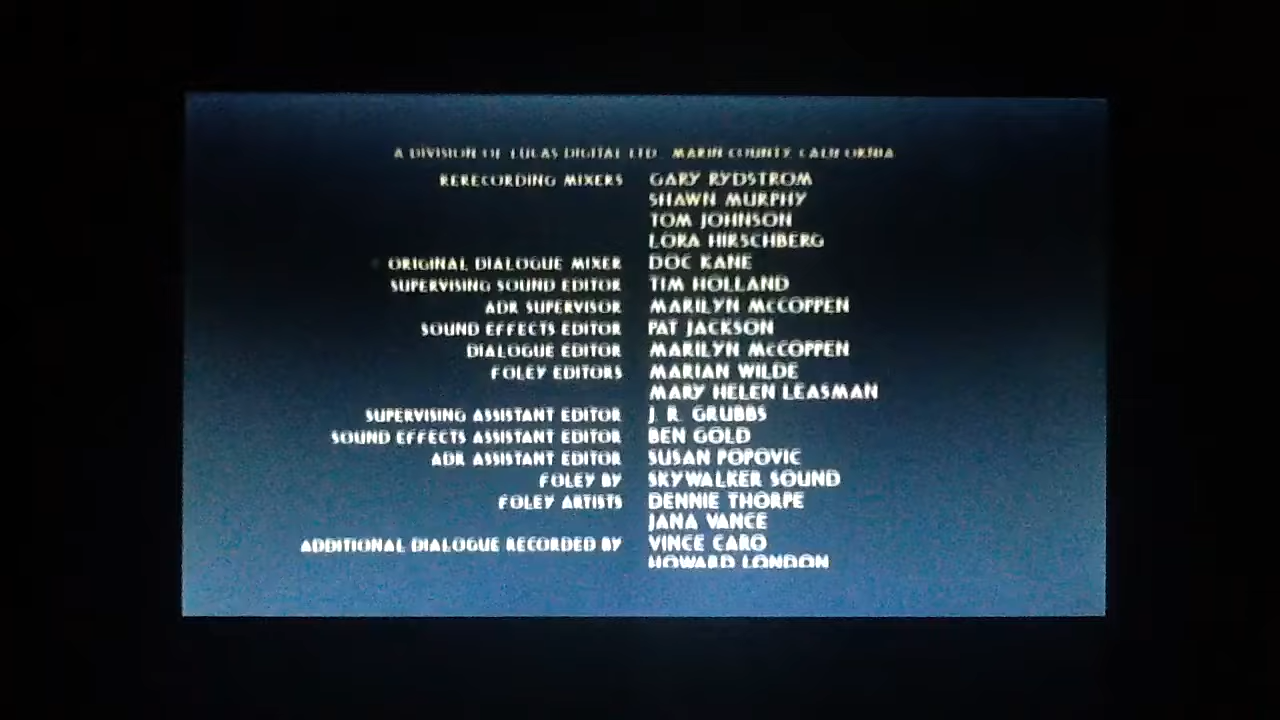 A DIVISION OF LUCAS DIGITAL LTD., MARIN COUNTY, CALIFORNIA
RERECORDING MIXERS GARY RYDSTROM
SHAWN MURPHY
TOM JOHNSON
LORA HIRSCHBERG
ORIGINAL DIALOGUE MIXER DOC KANE
SUPERVISING SOUND EDITOR TIM HOLLAND
ADR SUPERVISOR MARILYN McCOPPEN
SOUND EFFECTS EDITOR PAT JACKSON
DIALOGUE EDITOR MARILYN McCOPPEN
FOLEY EDITORS MARIAN WILDE
MARY HELEN LEASMAN
SUPERVISING ASSISTANT EDITOR J. R. GRUBBS
SOUND EFFECTS ASSISTANT EDITOR BEN GOLD
ADR ASSISTANT EDITOR SUSAN POPOVIC
FOLEY BY SKYWALKER SOUND
FOLEY ARTISTS DENNIE THORPE
JANA VANCE
ADDITIONAL DIALOGUE RECORDED BY VINCE CARO
HOWARD LONDON